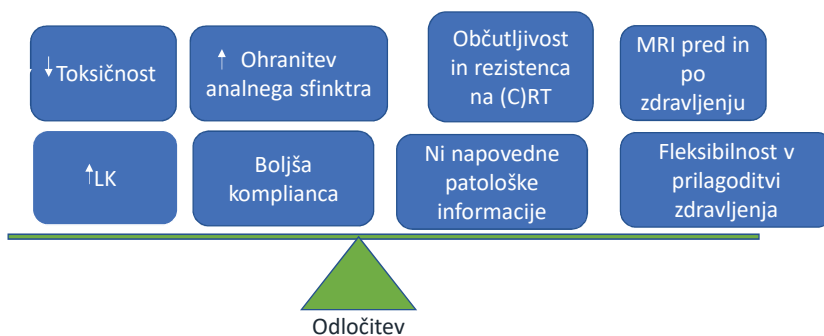 ↓Toksičnost
↑ Ohranitev
analnega sfinktra
Občutljivost
in rezistenca
na (C)RT
MRI pred in
po
zdravljenju
↑LK
Boljša
komplianca
Ni napovedne
patološke
informacije
Fleksibilnost v
prilagoditvi
zdravljenja
Odločitev